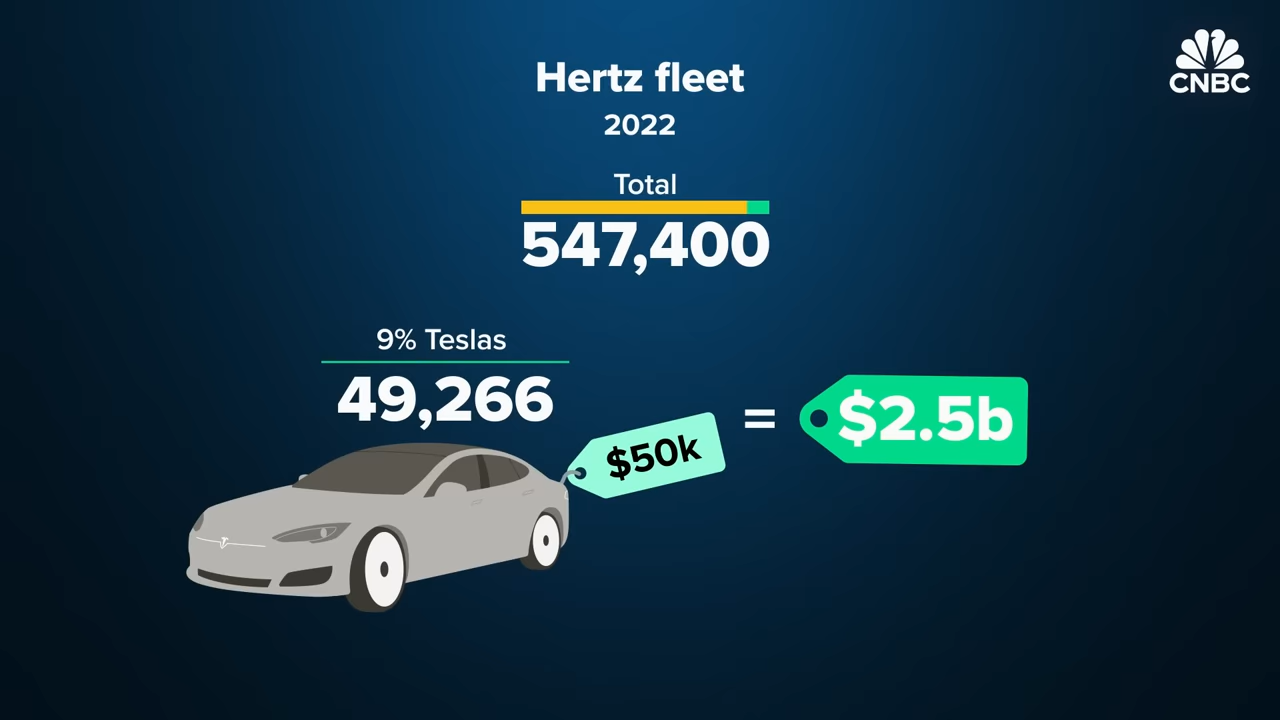 CNBC
Hertz fleet
2022
Total
547,400
9% Teslas
49,266
$50k
=
$2.5b